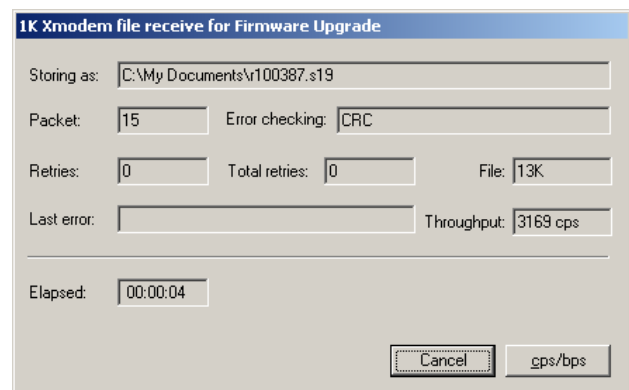 1K Xmodem file receive for Firmware Upgrade
Storing as: C:\My Documents\r100387.s19
Packet: 15 Error checking: CRC
Retries: 0 Total retries: 0 File: 13K
Last error: Throughput: 3169 cps
Elapsed: 00:00:04
Cancel cps/bps